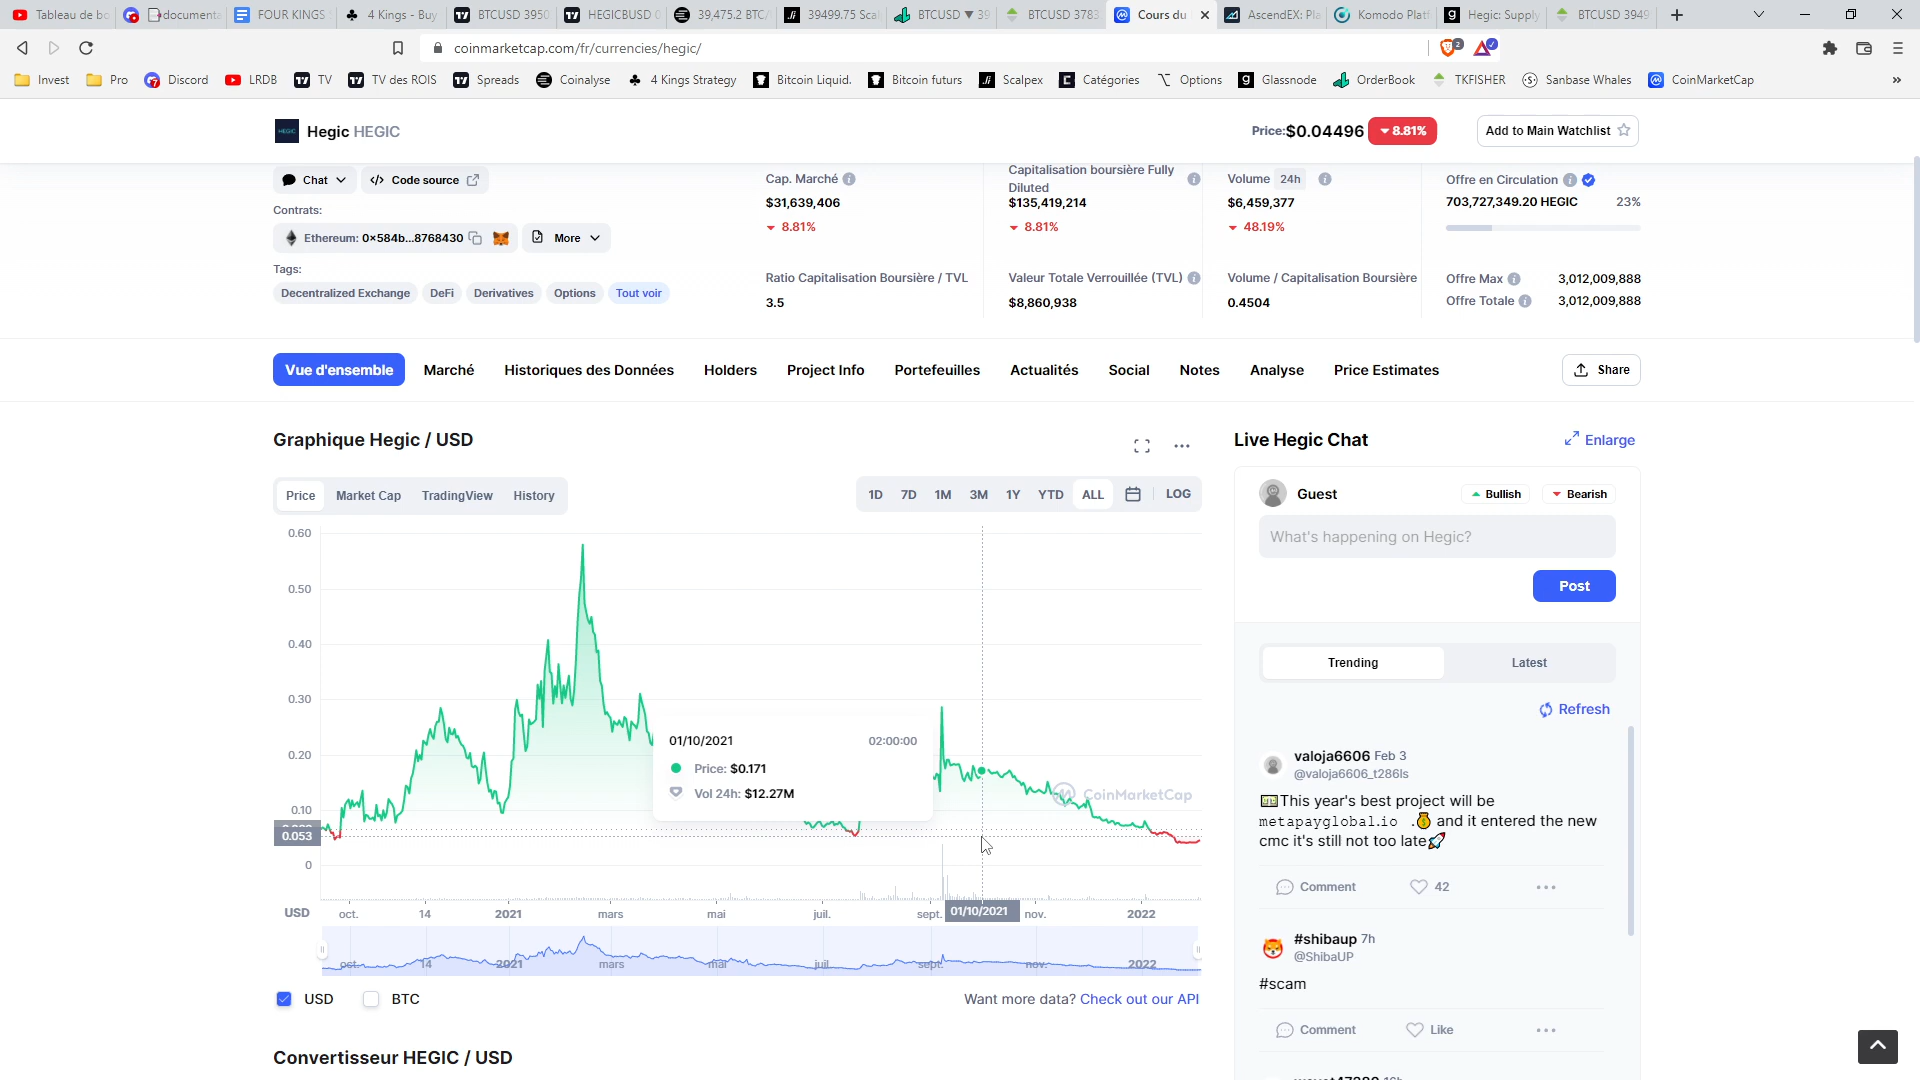 Tableau de bo
documenta
FOUR KINGS
4 Kings - Buy
BTCUSD 3950
HEGICBUSD 0
39,475.2 BTC/
39499.75 Scal
BTCUSD ▼ 39
BTCUSD 3783.
Cours du
AscendEX: Pla
Komodo Platf
Hegic: Supply
BTCUSD 3949
coinmarketcap.com/fr/currencies/hegic/
2
Invest
Pro
Discord
LRDB
TV
TV des ROIS
Spreads
Coinalyse
4 Kings Strategy
Bitcoin Liquid.
Bitcoin futurs
Scalpex
Catégories
Options
Glassnode
OrderBook
TKFISHER
Sanbase Whales
CoinMarketCap
»
Hegic HEGIC
Price:$0.04496
8.81%
Add to Main Watchlist
Chat
Code source
Contrats:
Ethereum: 0x584b...8768430
More
Tags:
Decentralized Exchange
DeFi
Derivatives
Options
Tout voir
Cap. Marché
$31,639,406
8.81%
Capitalisation boursière Fully
Diluted
$135,419,214
8.81%
Volume 24h
$6,459,377
48.19%
Offre en Circulation
703,727,349.20 HEGIC
23%
Ratio Capitalisation Boursière / TVL
3.5
Valeur Totale Verrouillée (TVL)
$8,860,938
Volume / Capitalisation Boursière
0.4504
Offre Max 3,012,009,888
Offre Totale 3,012,009,888
Vue d'ensemble
Marché
Historiques des Données
Holders
Project Info
Portefeuilles
Actualités
Social
Notes
Analyse
Price Estimates
Share
Graphique Hegic / USD
Price
Market Cap
TradingView
History
1D
7D
1M
3M
1Y
YTD
ALL
LOG
0.60
0.50
0.40
0.30
0.20
0.10
0.053
0
01/10/2021 02:00:00
Price: $0.171
Vol 24h: $12.27M
CoinMarketCap
USD
oct.
14
2021
mars
mai
juil.
sept.
01/10/2021
nov.
2022
oct.
14
2021
mars
mai
juil.
sept.
nov.
2022
USD
BTC
Want more data? Check out our API
Convertisseur HEGIC / USD
Live Hegic Chat
Enlarge
Guest
Bullish
Bearish
What's happening on Hegic?
Post
Trending
Latest
Refresh
valoja6606 Feb 3
@valoja6606_t286ls
💵This year's best project will be
metapayglobal.io .💰 and it entered the new
cmc it's still not too late🚀
Comment
42
#shibaup 7h
@ShibaUP
#scam
Comment
Like